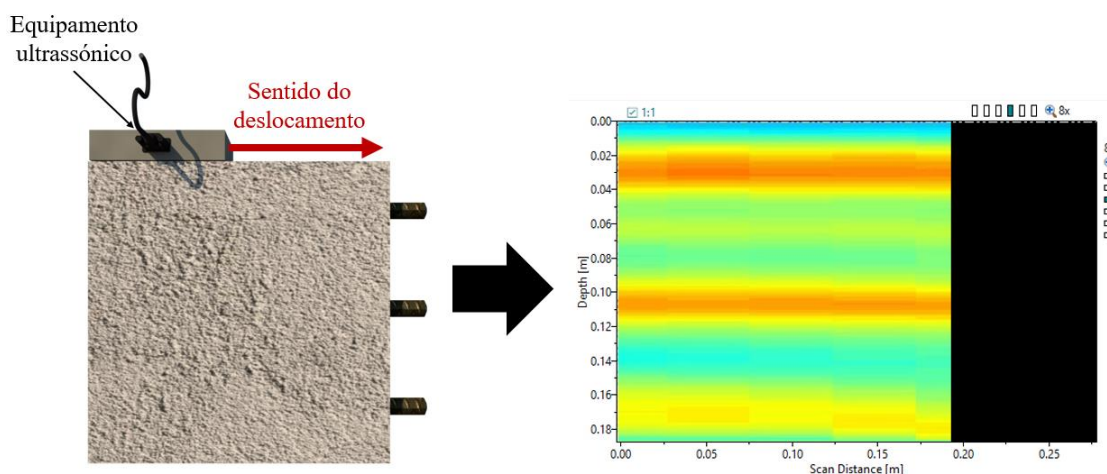 Equipamento
ultrassónico
Sentido do
deslocamento
1:1
8x
0.00
0.02
0.04
0.06
0.08
0.10
0.12
0.14
0.16
0.18
Depth [m]
0.00
0.05
0.10
0.15
0.20
0.25
Scan Distance [m]
8